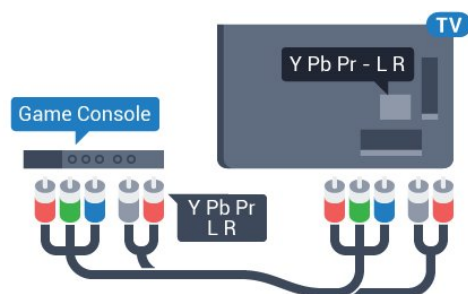 TV
Y Pb Pr - L R
Game Console
Y Pb Pr
L R